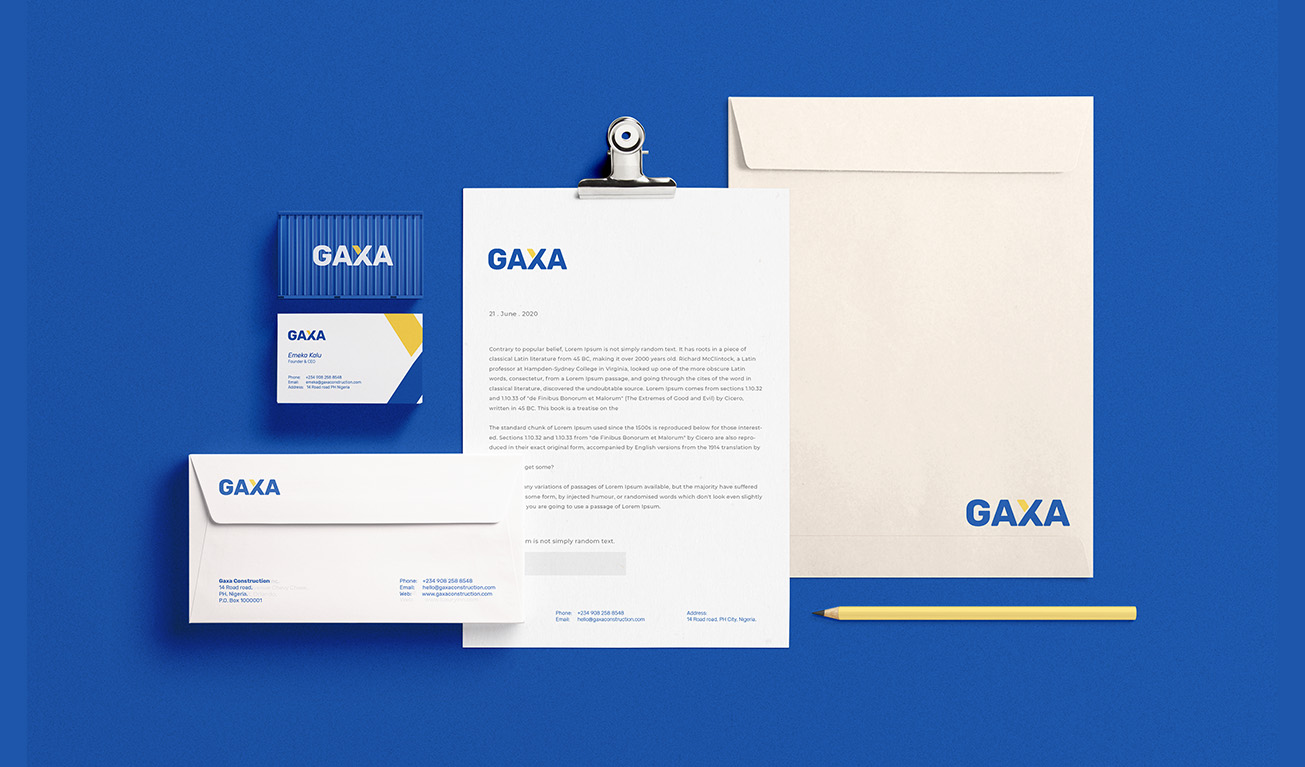 GAXA
GAXA
Emeka Kalu
Founder & CEO
Phone: +234 908 258 8548
Email: emeka@gaxaconstruction.com
Address: 14 Road road PH Nigeria
GAXA
21 . June . 2020
Contrary to popular belief, Lorem Ipsum is not simply random text. It has roots in a piece of
classical Latin literature from 45 BC, making it over 2000 years old. Richard McClintock, a Latin
professor at Hampden-Sydney College in Virginia, looked up one of the more obscure Latin
words, consectetur, from a Lorem Ipsum passage, and going through the cites of the word in
classical literature, discovered the undoubtable source. Lorem Ipsum comes from sections 1.10.32
and 1.10.33 of "de Finibus Bonorum et Malorum" (The Extremes of Good and Evil) by Cicero,
written in 45 BC. This book is a treatise on the
The standard chunk of Lorem Ipsum used since the 1500s is reproduced below for those interest-
ed. Sections 1.10.32 and 1.10.33 from "de Finibus Bonorum et Malorum" by Cicero are also repro-
duced in their exact original form, accompanied by English versions from the 1914 translation by
get some?
ny variations of passages of Lorem Ipsum available, but the majority have suffered
some form, by injected humour, or randomised words which don't look even slightly
you are going to use a passage of Lorem Ipsum.
m is not simply random text.
Phone: +234 908 258 8548
Email: hello@gaxaconstruction.com
Address:
14 Road road, PH City, Nigeria.
GAXA
Gaxa Construction
14 Road road,
PH, Nigeria.
P.O. Box 1000001
Phone: +234 908 258 8548
Email: hello@gaxaconstruction.com
Web: www.gaxaconstruction.com
GAXA